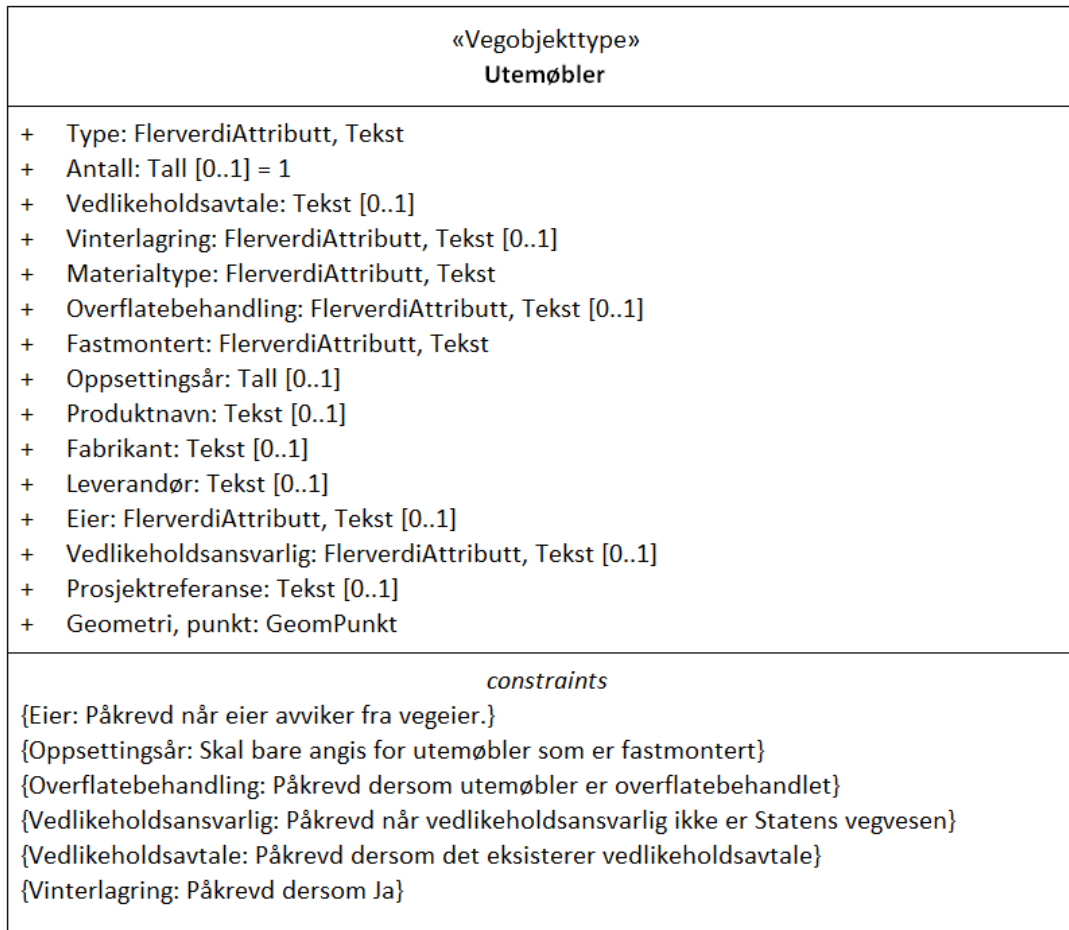 «Vegobjekttype»
Utemøbler
+ Type: FlerverdiAttributt, Tekst
+ Antall: Tall [0..1] = 1
+ Vedlikeholdsavtale: Tekst [0..1]
+ Vinterlagring: FlerverdiAttributt, Tekst [0..1]
+ Materialtype: FlerverdiAttributt, Tekst
+ Overflatebehandling: FlerverdiAttributt, Tekst [0..1]
+ Fastmontert: FlerverdiAttributt, Tekst
+ Oppsettingsår: Tall [0..1]
+ Produktnavn: Tekst [0..1]
+ Fabrikant: Tekst [0..1]
+ Leverandør: Tekst [0..1]
+ Eier: FlerverdiAttributt, Tekst [0..1]
+ Vedlikeholdsansvarlig: FlerverdiAttributt, Tekst [0..1]
+ Prosjektreferanse: Tekst [0..1]
+ Geometri, punkt: GeomPunkt
constraints
{Eier: Påkrevd når eier avviker fra vegeier.}
{Oppsettingsår: Skal bare angis for utemøbler som er fastmontert}
{Overflatebehandling: Påkrevd dersom utemøbler er overflatebehandlet}
{Vedlikeholdsansvarlig: Påkrevd når vedlikeholdsansvarlig ikke er Statens vegvesen}
{Vedlikeholdsavtale: Påkrevd dersom det eksisterer vedlikeholdsavtale}
{Vinterlagring: Påkrevd dersom Ja}